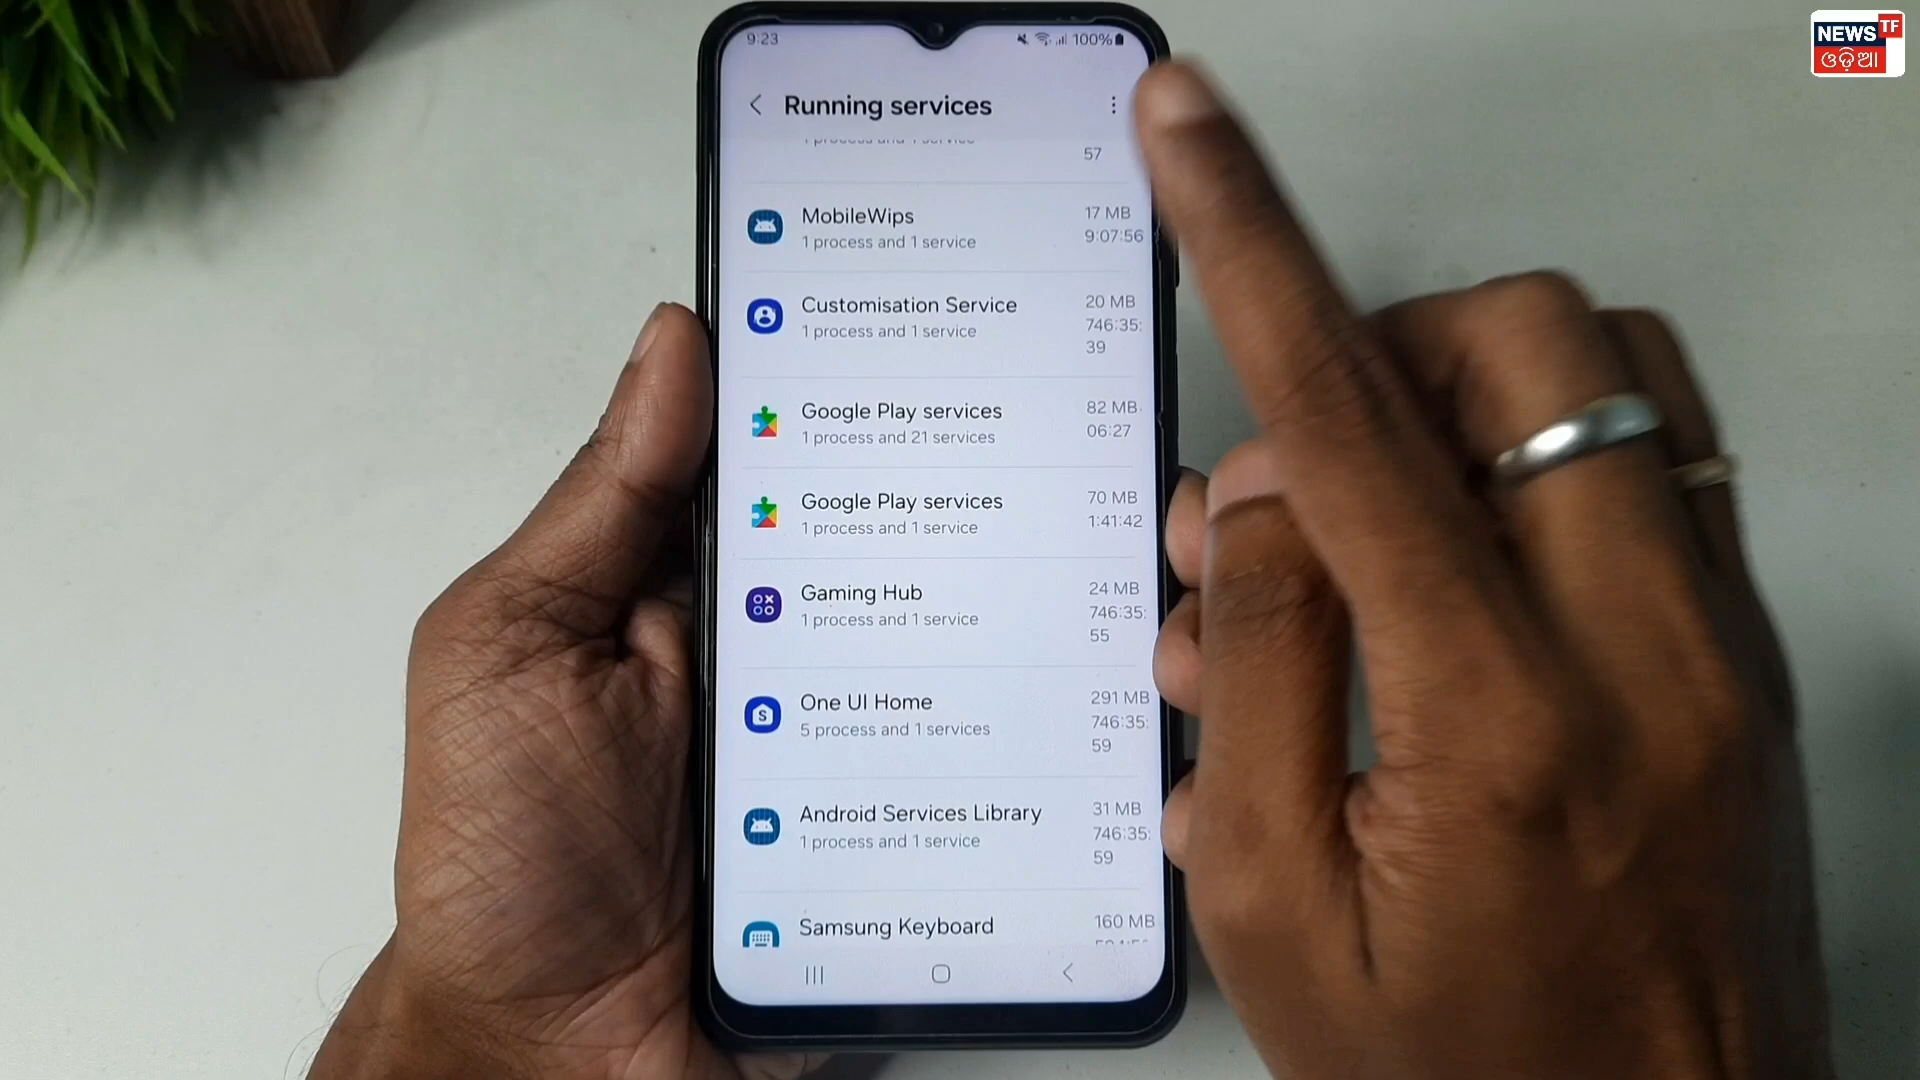 9:23
100%
NEWS TF
ଓଡ଼ିଆ
Running services
57
MobileWips
17 MB
1 process and 1 service
9:07:56
Customisation Service
20 MB
1 process and 1 service
746:35:
39
Google Play services
82 MB
1 process and 21 services
06:27
Google Play services
70 MB
1 process and 1 service
1:41:42
Gaming Hub
24 MB
1 process and 1 service
746:35:
55
One UI Home
291 MB
5 process and 1 services
746:35:
59
Android Services Library
31 MB
1 process and 1 service
746:35:
59
Samsung Keyboard
160 MB